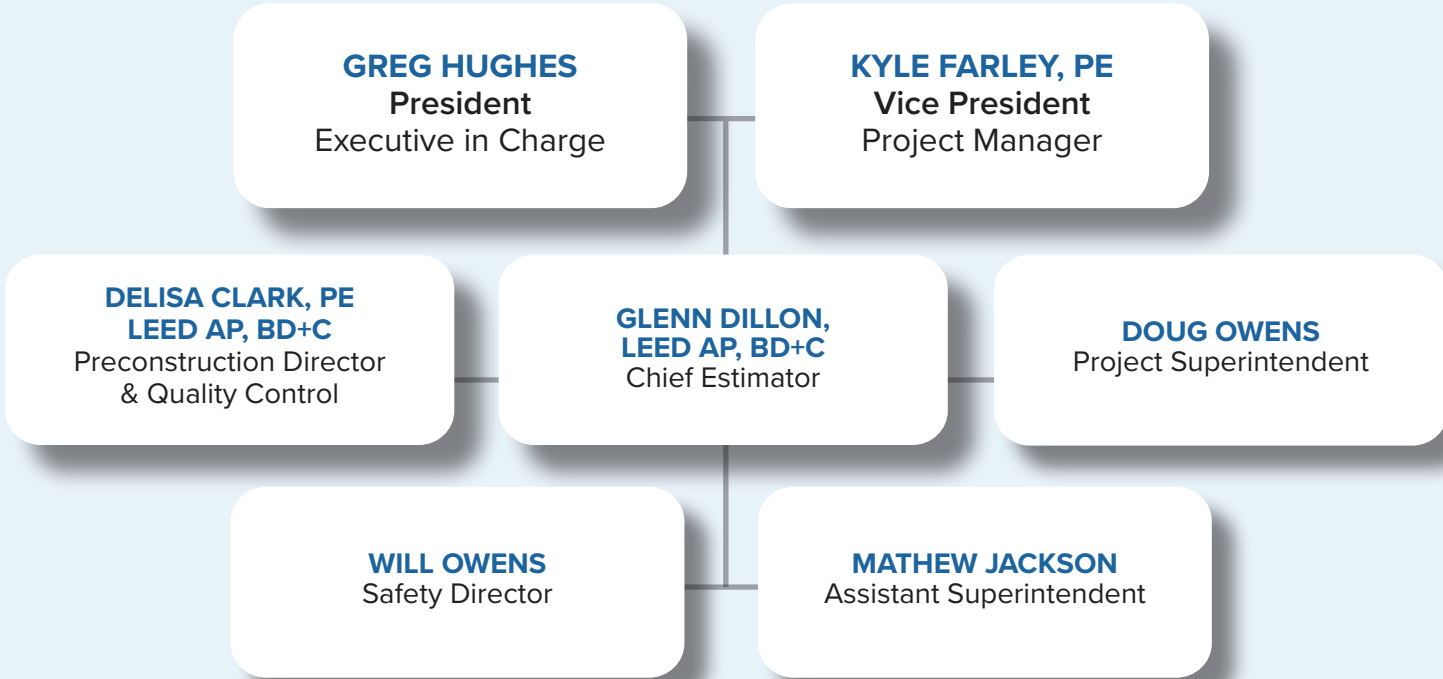 GREG HUGHES
President
Executive in Charge
KYLE FARLEY, PE
Vice President
Project Manager
DELISA CLARK, PE
LEED AP, BD+C
Preconstruction Director
& Quality Control
GLENN DILLON,
LEED AP, BD+C
Chief Estimator
DOUG OWENS
Project Superintendent
WILL OWENS
Safety Director
MATHEW JACKSON
Assistant Superintendent